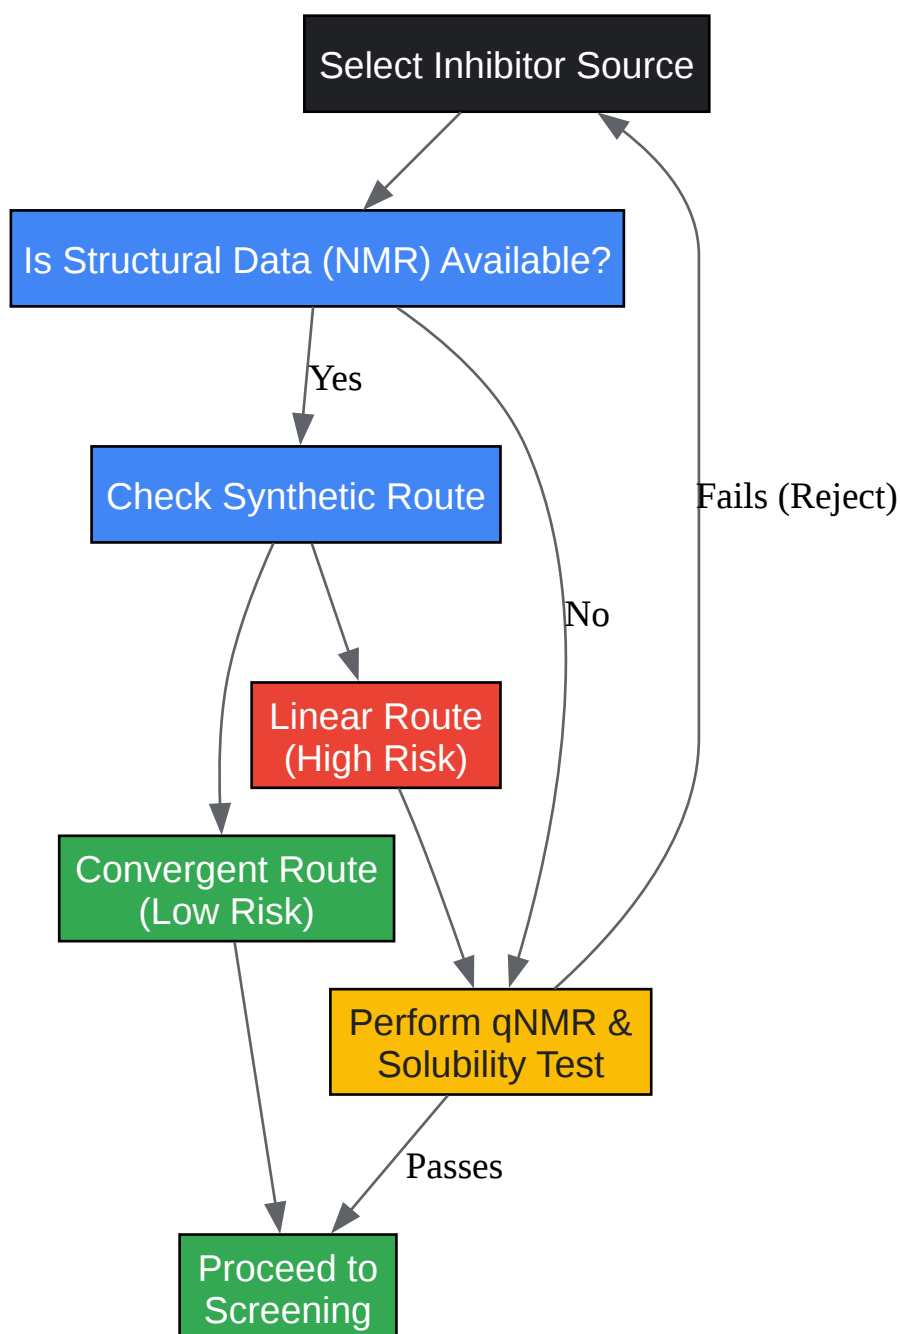 Select Inhibitor Source
Is Structural Data (NMR) Available?
Yes
Check Synthetic Route
Fails (Reject)
No
Linear Route
(High Risk)
Convergent Route
(Low Risk)
Perform qNMR &
Solubility Test
Passes
Proceed to
Screening